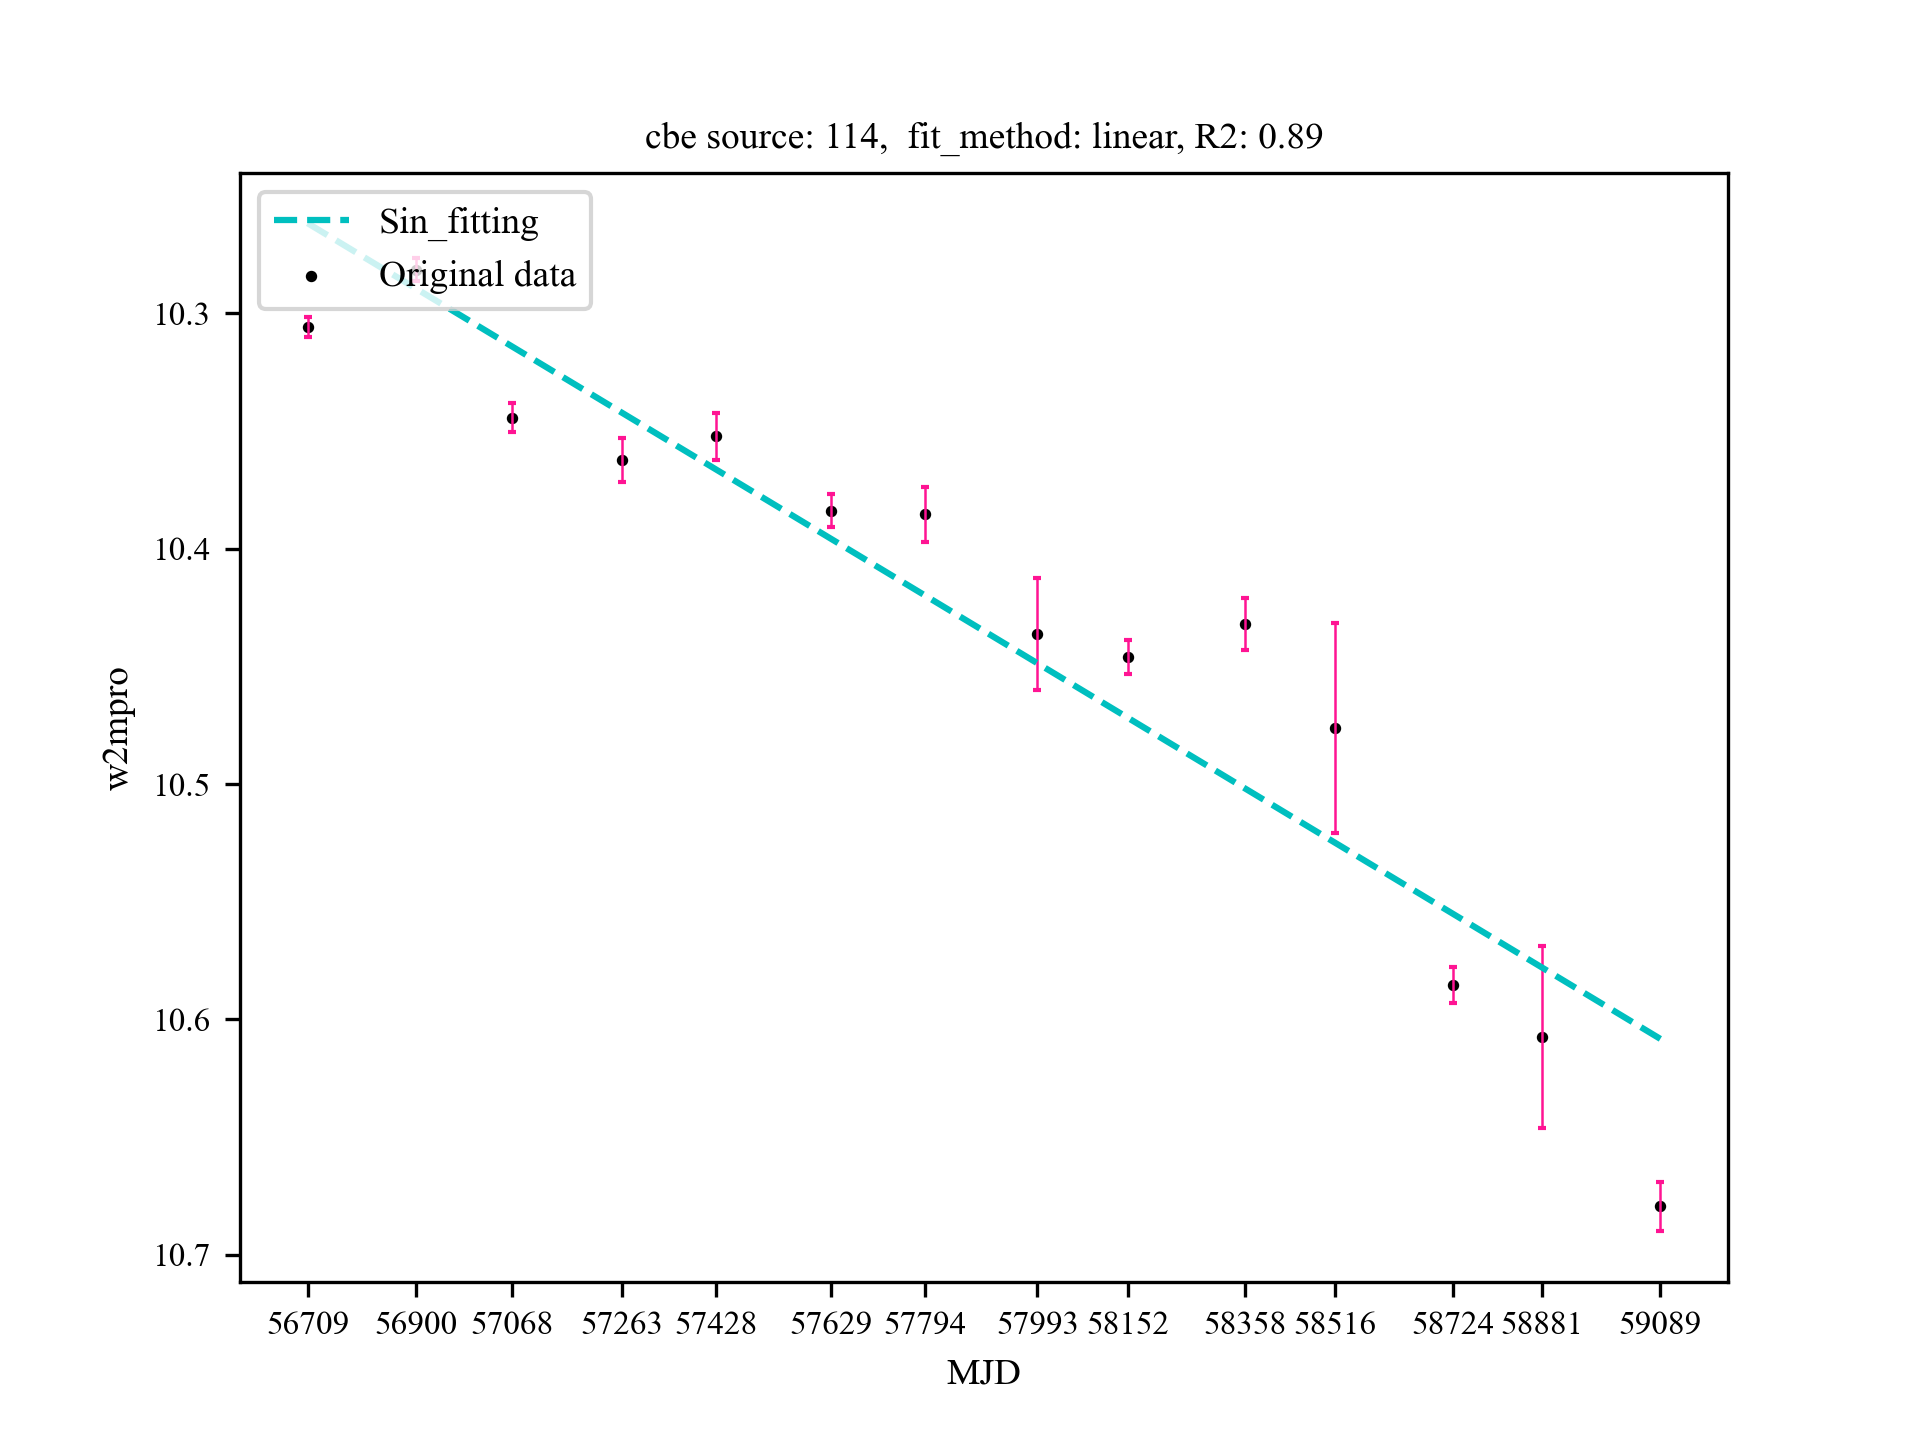 cbe source: 114,  fit_method: linear, R2: 0.89
Sin_fitting
Original data
10.3
10.4
10.5
10.6
10.7
w2mpro
56709 56900 57068 57263 57428 57629 57794 57993 58152 58358 58516 58724 58881 59089
MJD